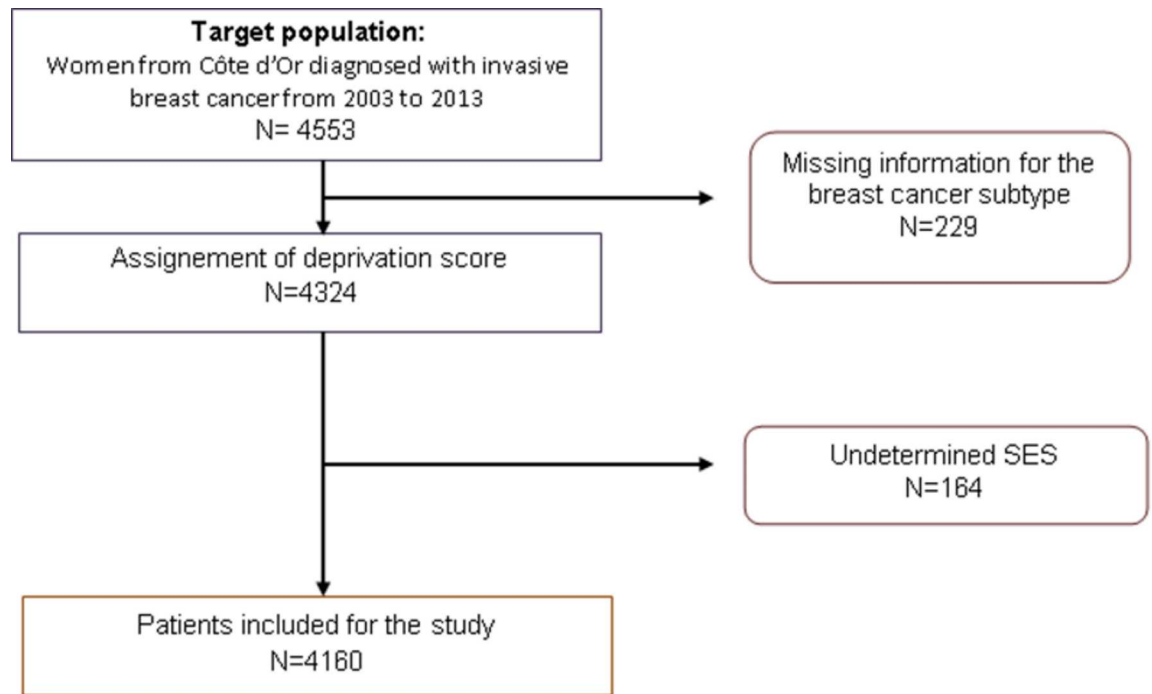 Target population:
Women from Côte d'Or diagnosed with invasive
breast cancer from 2003 to 2013
N= 4553
Missing information for the
breast cancer subtype
N=229
Assignement of deprivation score
N=4324
Undetermined SES
N=164
Patients included for the study
N=4160